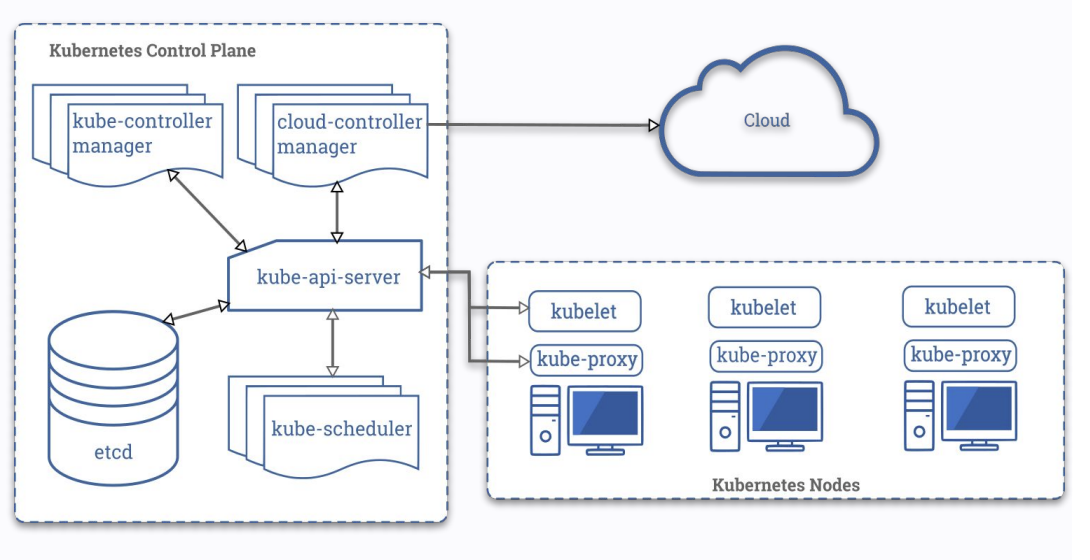 Kubernetes Control Plane
kube-controller
manager
cloud-controller
manager
Cloud
kube-api-server
etcd
kube-scheduler
kubelet
kubelet
kubelet
kube-proxy
kube-proxy
kube-proxy
Kubernetes Nodes